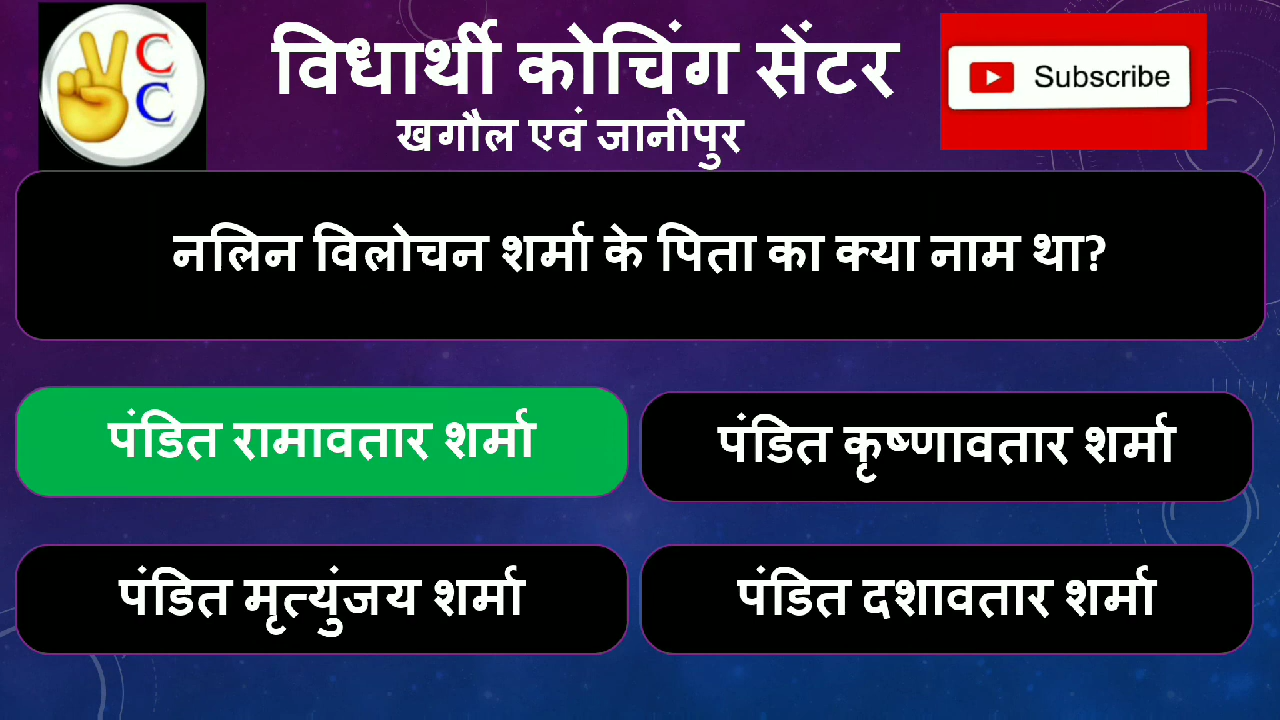 C
C
विधार्थी कोचिंग सेंटर
खगौल एवं जानीपुर
Subscribe
नलिन विलोचन शर्मा के पिता का क्या नाम था?
पंडित रामावतार शर्मा
पंडित कृष्णावतार शर्मा
पंडित मृत्युंजय शर्मा
पंडित दशावतार शर्मा